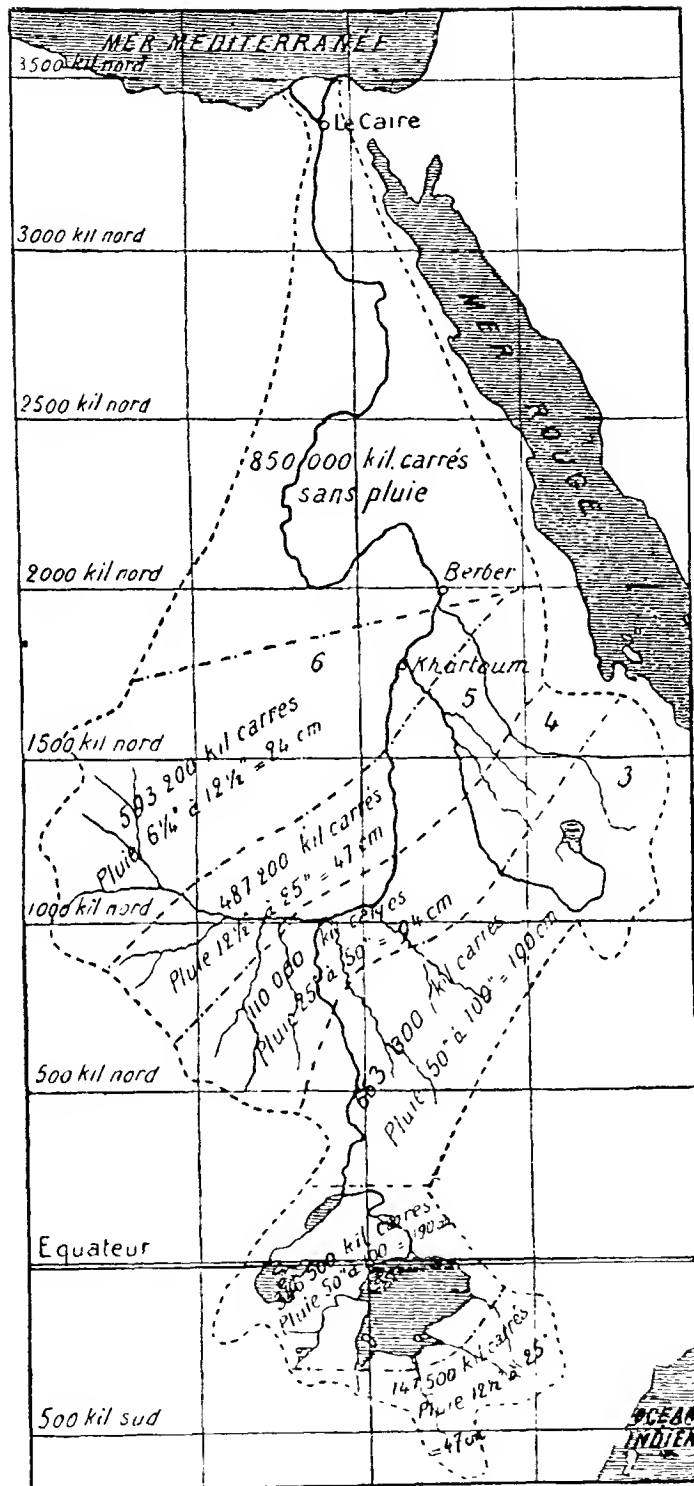 MER MÉDITERRANÉE
3500 kil nord
Le Caire
3000 kil nord
MER ROUGE
2500 kil nord
850 000 kil. carrés
sans pluie
2000 kil nord
Berber
6
Khartoum
5
4
3
1500 kil nord
593 200 kil carrés
Pluie 6¼" à 12½" = 24 cm
487 200 kil carrés
Pluie 12½" à 25" = 47 cm
1000 kil nord
110 000 kil carrés
Pluie 25" à 50" = 94 cm
300 kil carrés
Pluie 50" à 100" = 190 cm
500 kil nord
Equateur
500 kil carrés
Pluie 50" à 100 = 190
147 500 kil carrés
Pluie 12½" à 25
= 47 cm
500 kil sud
OCEAN
INDIEN